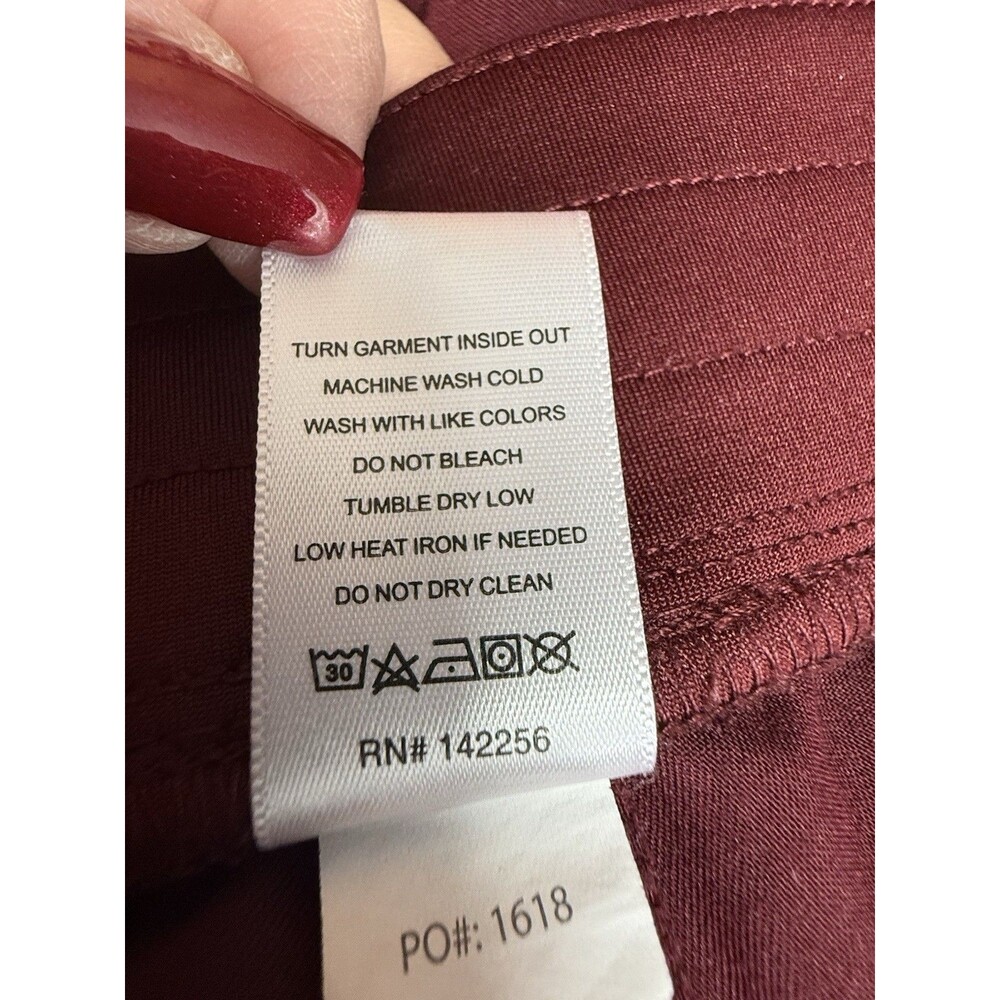 TURN GARMENT INSIDE OUT
MACHINE WASH COLD
WASH WITH LIKE COLORS
DO NOT BLEACH
TUMBLE DRY LOW
LOW HEAT IRON IF NEEDED
DO NOT DRY CLEAN
30
RN# 142256
PO#: 1618